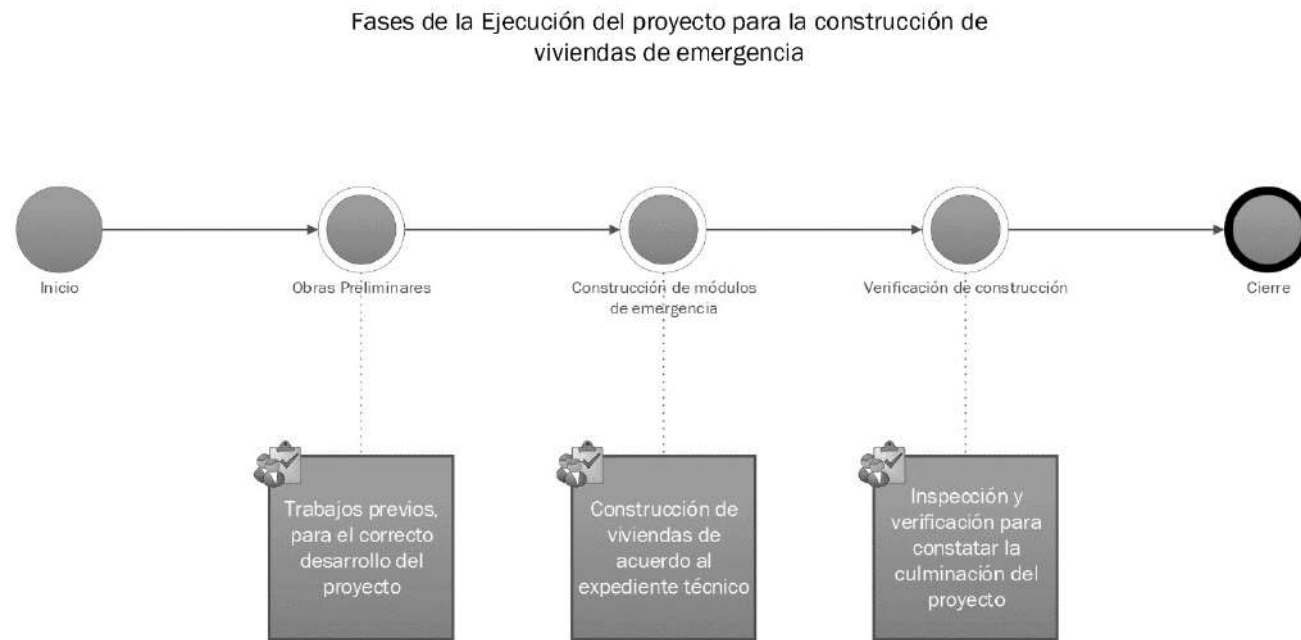 Fases de la Ejecución del proyecto para la construcción de
viviendas de emergencia
Inicio
Obras Preliminares
Construcción de módulos
de emergencia
Verificación de construcción
Cierre
Trabajos previos,
para el correcto
desarrollo del
proyecto
Construcción de
viviendas de
acuerdo al
expediente técnico
Inspección y
verificación para
constatar la
culminación del
proyecto